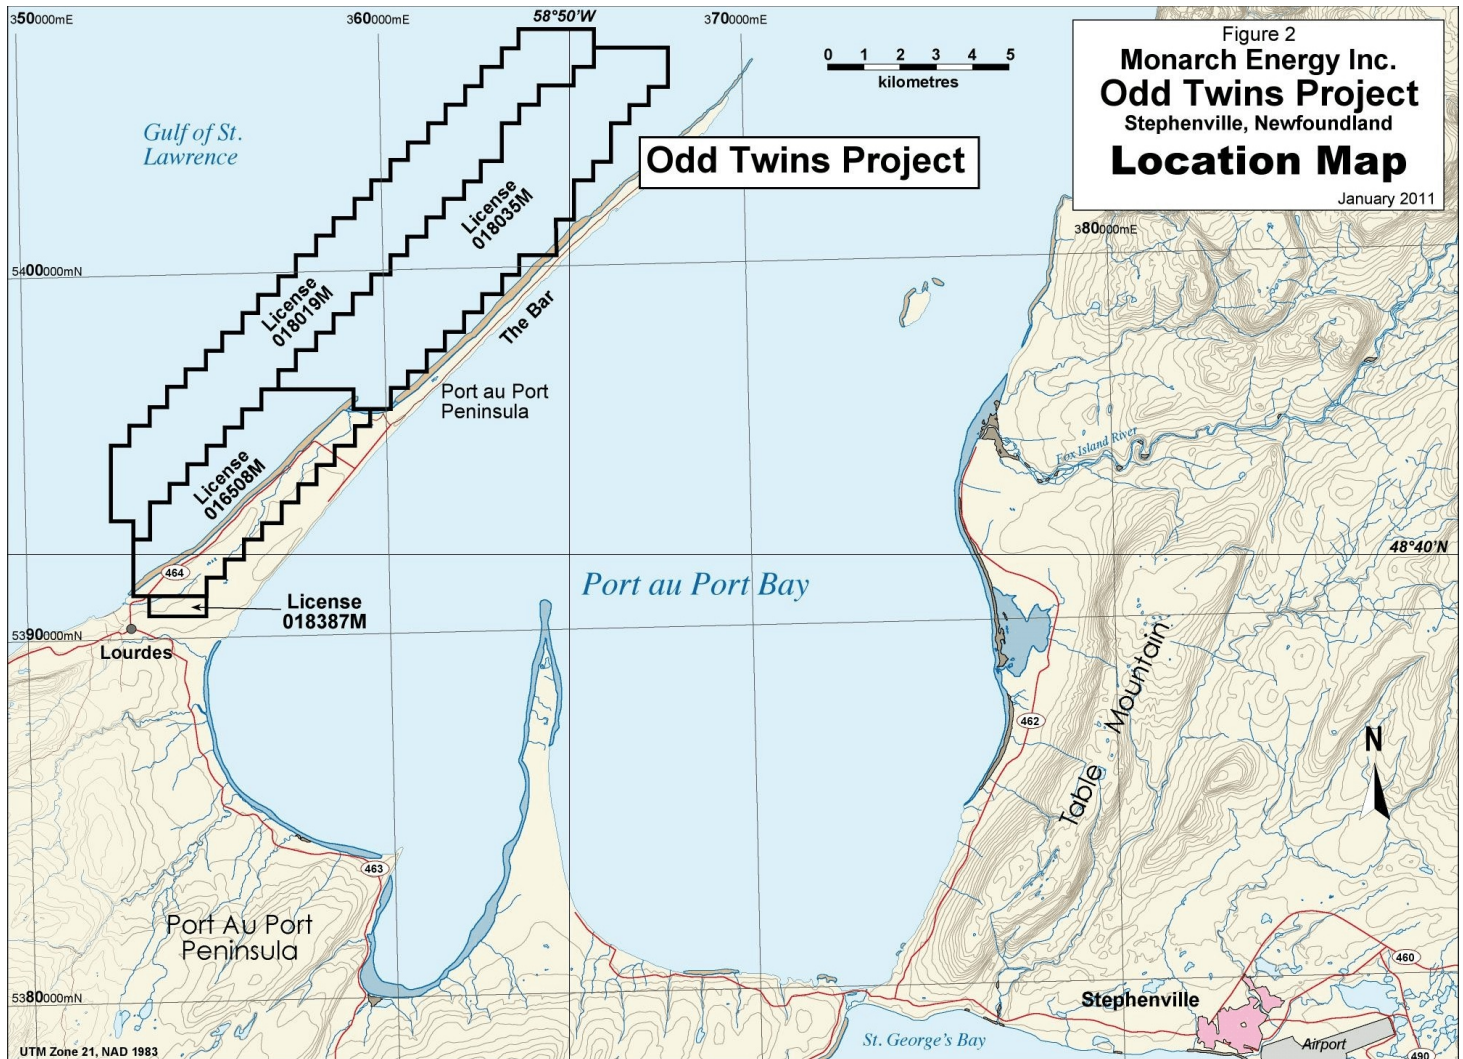 350000mE
360000mE
58°50'W
370000mE
0 1 2 3 4 5
kilometres
Figure 2
Monarch Energy Inc.
Odd Twins Project
Stephenville, Newfoundland
Location Map
January 2011
Gulf of St.
Lawrence
Odd Twins Project
License
018035M
380000mE
5400000mN
License
018019M
The Bar
Port au Port
Peninsula
Fox Island River
License
016508M
48°40'N
464
Port au Port Bay
License
018387M
5390000mN
Lourdes
Table Mountain
462
N
463
Port Au Port
Peninsula
460
5380000mN
Stephenville
St. George's Bay
Airport
490
UTM Zone 21, NAD 1983